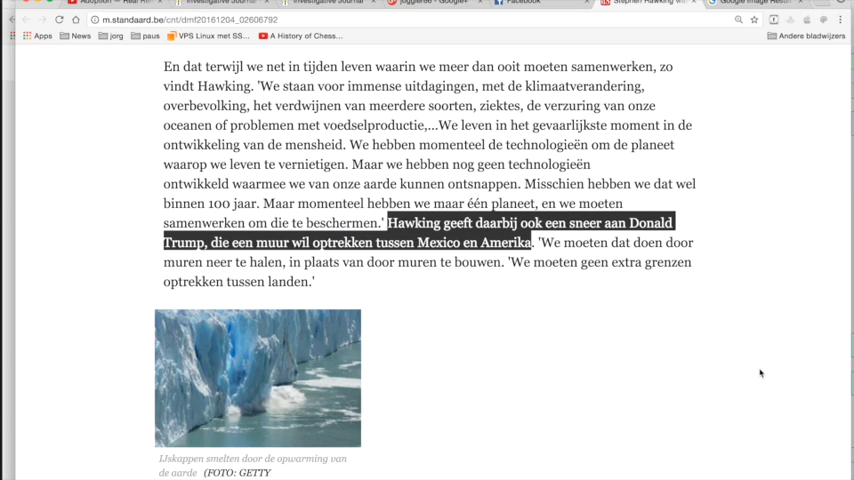 Investigative Journal
Investigative Journal
Facebook
m.standaard.be/cnt/dmf20161204_02606792
Apps
News
jorg
paus
VPS Linux met SS...
A History of Chess...
Andere bladwijzers
En dat terwijl we net in tijden leven waarin we meer dan ooit moeten samenwerken, zo
vindt Hawking. 'We staan voor immense uitdagingen, met de klimaatverandering,
overbevolking, het verdwijnen van meerdere soorten, ziektes, de verzuring van onze
oceanen of problemen met voedselproductie,...We leven in het gevaarlijkste moment in de
ontwikkeling van de mensheid. We hebben momenteel de technologieën om de planeet
waarop we leven te vernietigen. Maar we hebben nog geen technologieën
ontwikkeld waarmee we van onze aarde kunnen ontsnappen. Misschien hebben we dat wel
binnen 100 jaar. Maar momenteel hebben we maar één planeet, en we moeten
samenwerken om die te beschermen.' Hawking geeft daarbij ook een sneer aan Donald
Trump, die een muur wil optrekken tussen Mexico en Amerika. 'We moeten dat doen door
muren neer te halen, in plaats van door muren te bouwen. 'We moeten geen extra grenzen
optrekken tussen landen.'
IJskappen smelten door de opwarming van
de aarde (FOTO: GETTY